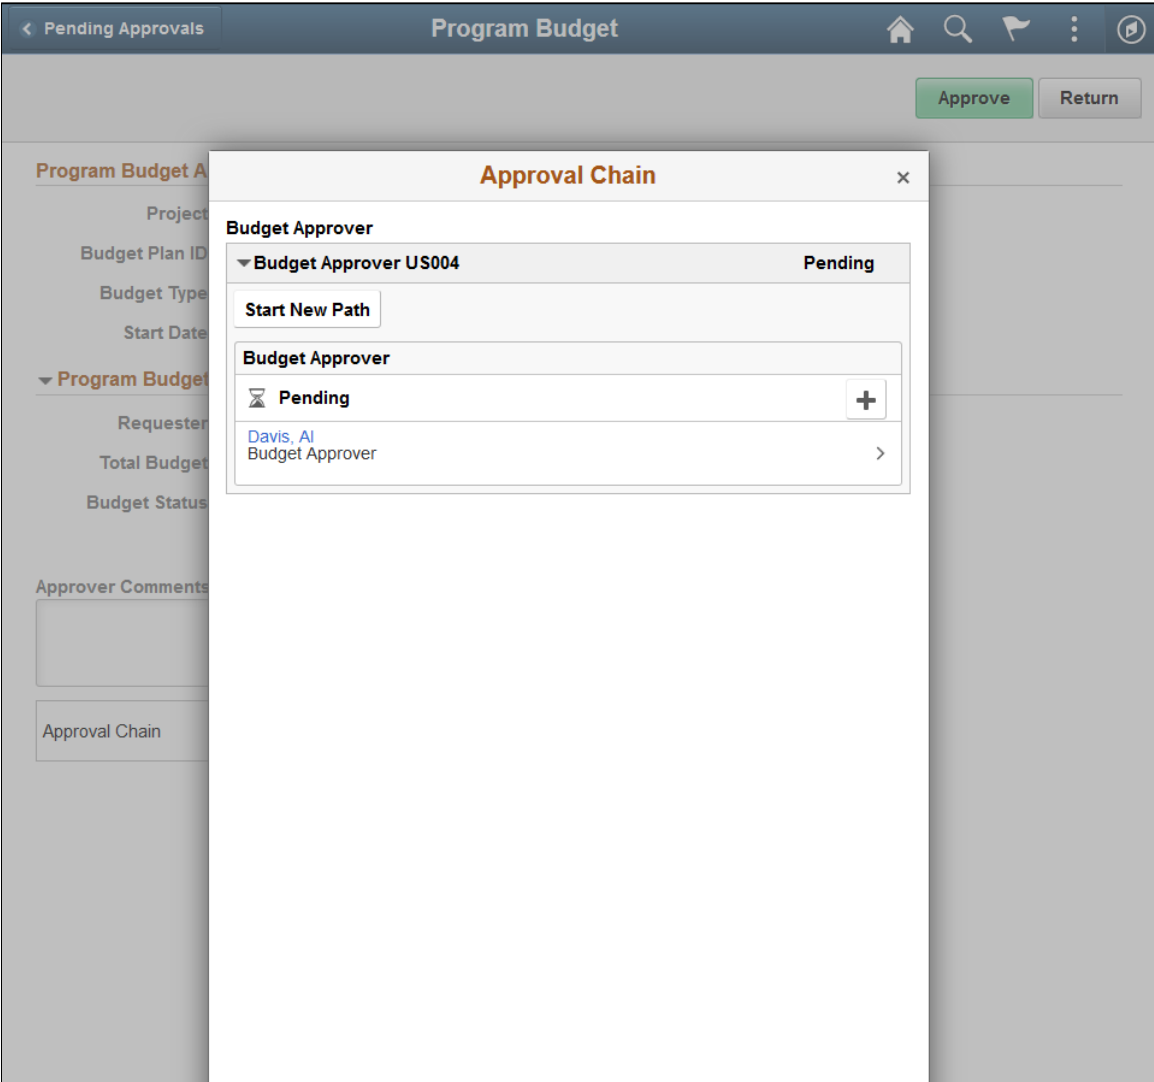 Pending Approvals
Program Budget
Approve
Return
Program Budget A
Project
Budget Plan ID
Budget Type
Start Date
Program Budget
Requester
Total Budget
Budget Status
Approver Comments
Approval Chain
Approval Chain
×
Budget Approver
Budget Approver US004 Pending
Start New Path
Budget Approver
Pending
Davis, Al
Budget Approver